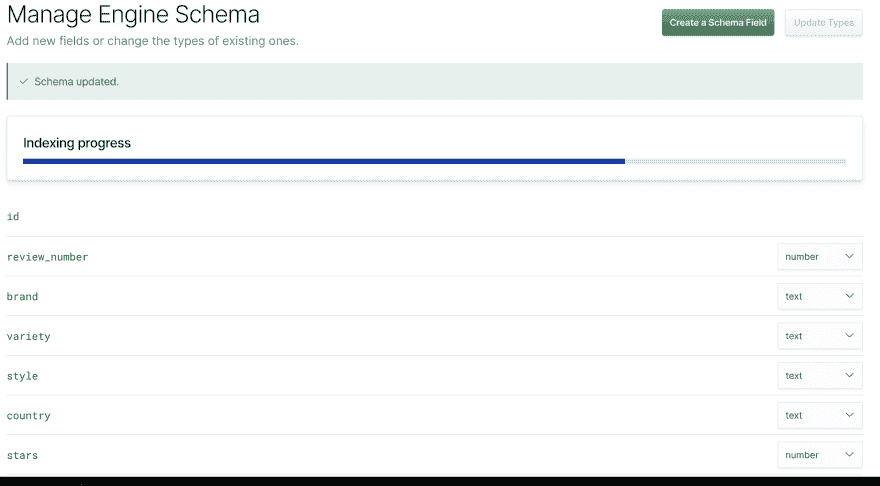 Manage Engine Schema
Create a Schema Field
Update Types
Add new fields or change the types of existing ones.
Schema updated.
Indexing progress
id
review_number
number
brand
text
variety
text
style
text
country
text
stars
number